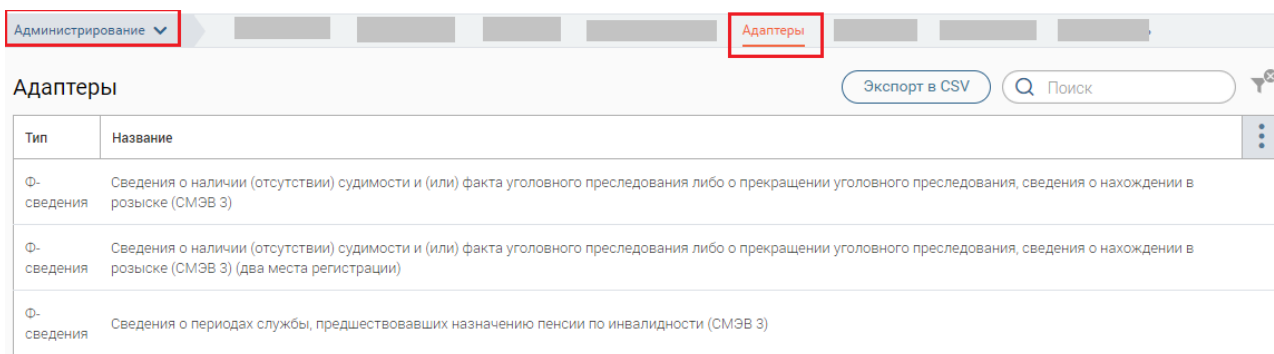 Администрирование
Адаптеры
Адаптеры
Экспорт в CSV
Поиск
Тип
Название
Ф-
сведения
Сведения о наличии (отсутствии) судимости и (или) факта уголовного преследования либо о прекращении уголовного преследования, сведения о нахождении в
розыске (СМЭВ 3)
Ф-
сведения
Сведения о наличии (отсутствии) судимости и (или) факта уголовного преследования либо о прекращении уголовного преследования, сведения о нахождении в
розыске (СМЭВ 3) (два места регистрации)
Ф-
сведения
Сведения о периодах службы, предшествовавших назначению пенсии по инвалидности (СМЭВ 3)